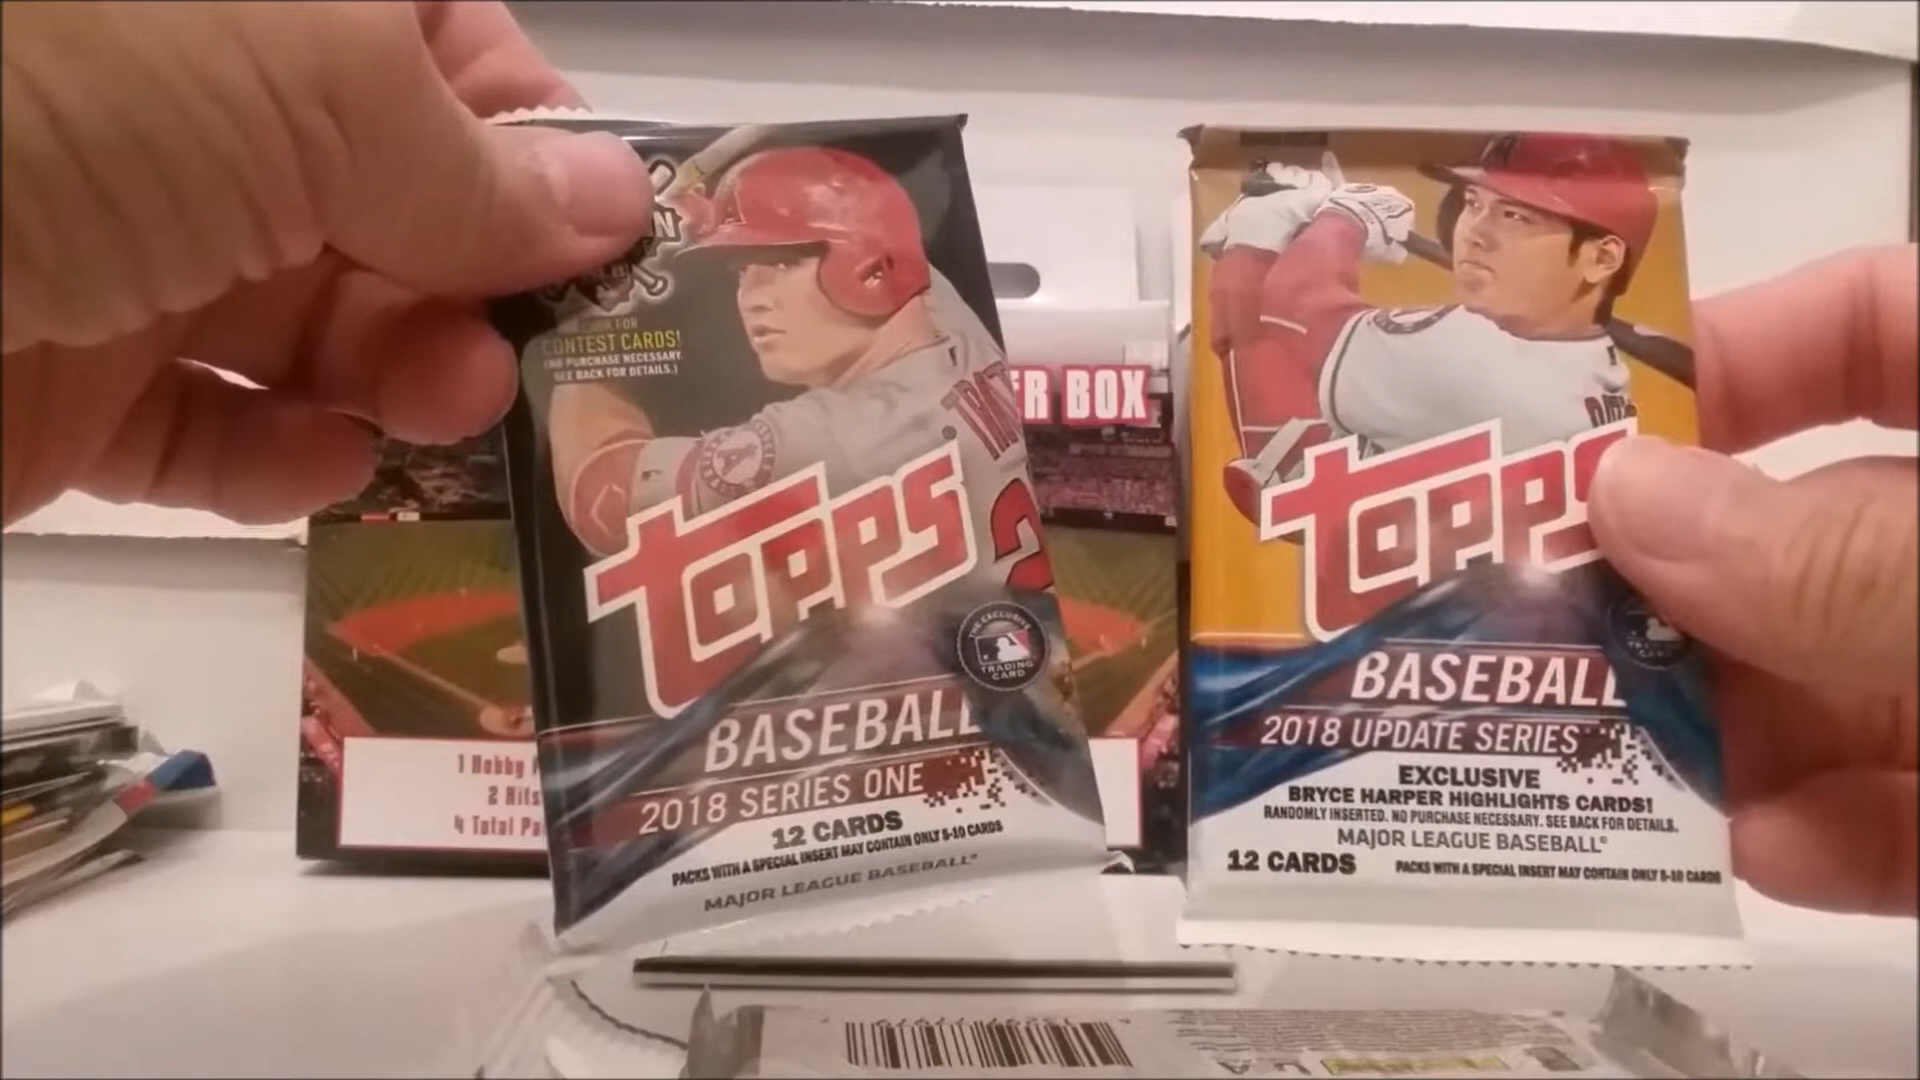 CONTEST CARDS!
(NO PURCHASE NECESSARY
SEE BACK FOR DETAILS.)
topps
THE EXCLUSIVE
TRADING
CARD
BASEBALL
2018 SERIES ONE
12 CARDS
PACKS WITH A SPECIAL INSERT MAY CONTAIN ONLY 8-10 CARDS
MAJOR LEAGUE BASEBALL
topps
BASEBALL
2018 UPDATE SERIES
EXCLUSIVE
BRYCE HARPER HIGHLIGHTS CARDS!
RANDOMLY INSERTED. NO PURCHASE NECESSARY. SEE BACK FOR DETAILS.
MAJOR LEAGUE BASEBALL
12 CARDS
PACKS WITH A SPECIAL INSERT MAY CONTAIN ONLY 8-10 CARDS
BOX
1 Hobby
2 Hits
4 Total